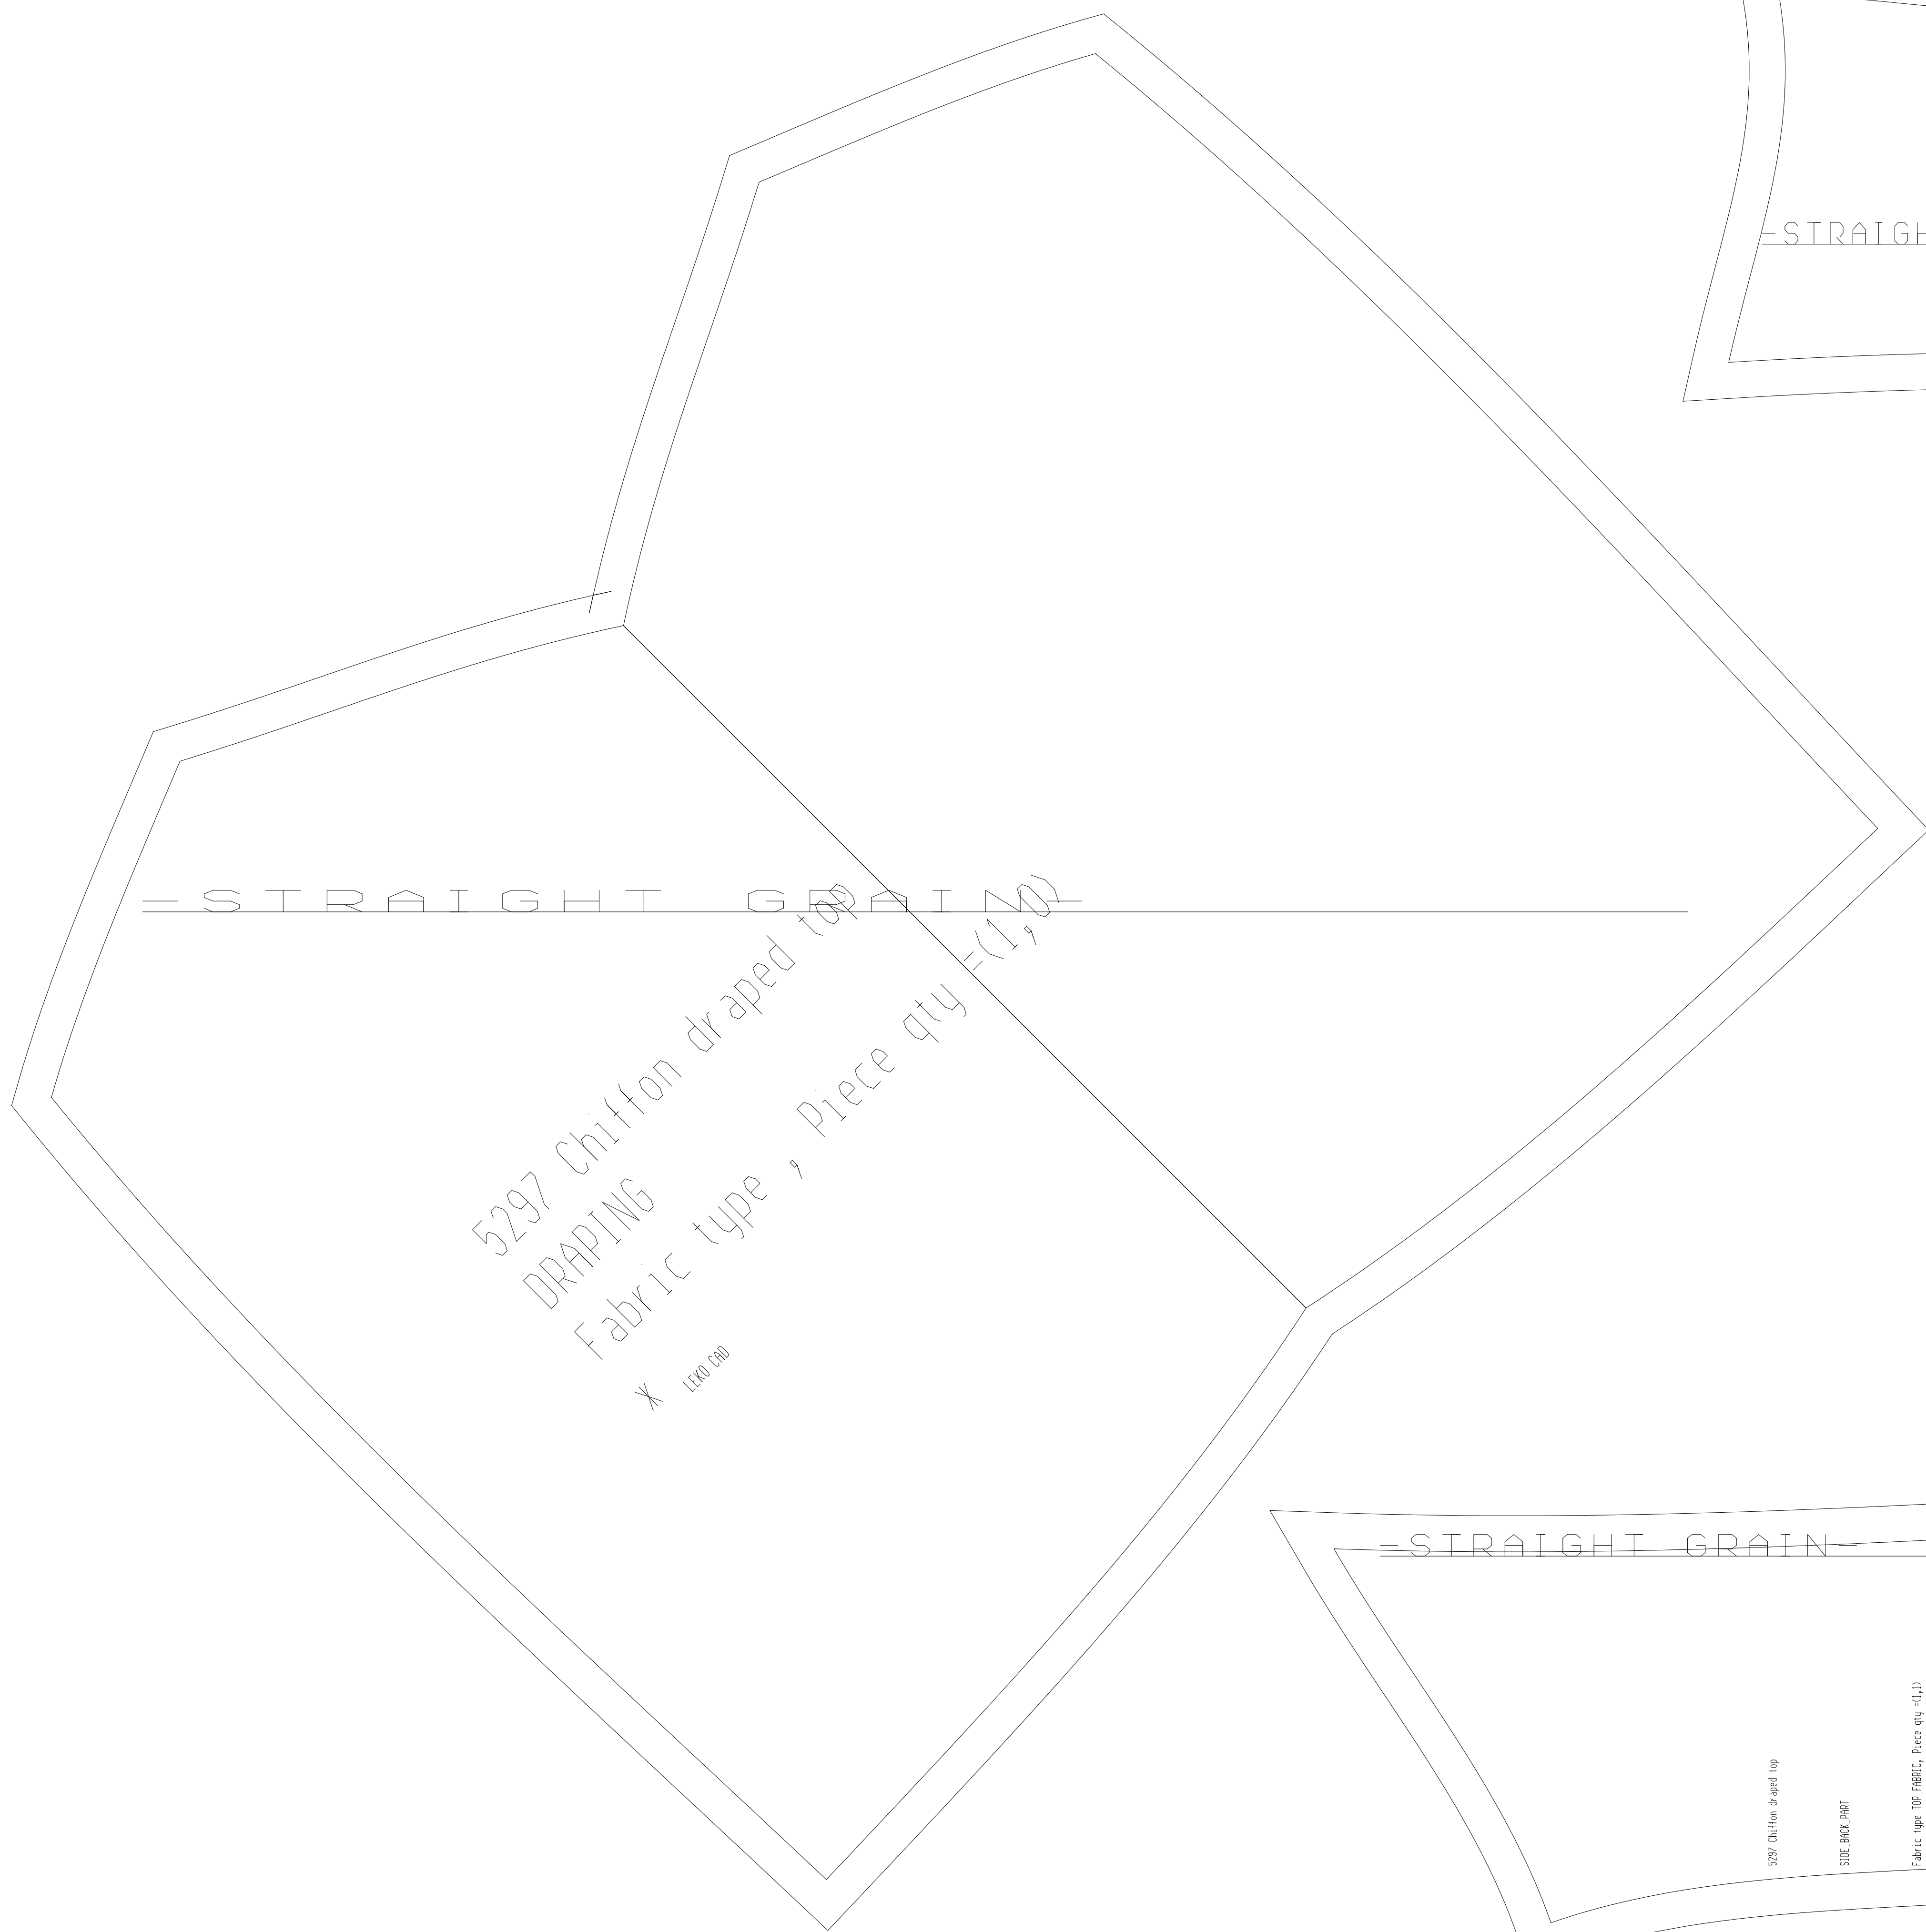 -STRAIGH
-STRAIGHT GRAIN-
5297 Chiffon draped top
DRAPING
Fabric type , Piece qty =(1,0)
X LEKO CAD
-STRAIGHT GRAIN-
5297 Chiffon draped top
SIDE_BACK_PART
Fabric type TOP_FABRIC, Piece qty =(1,1)